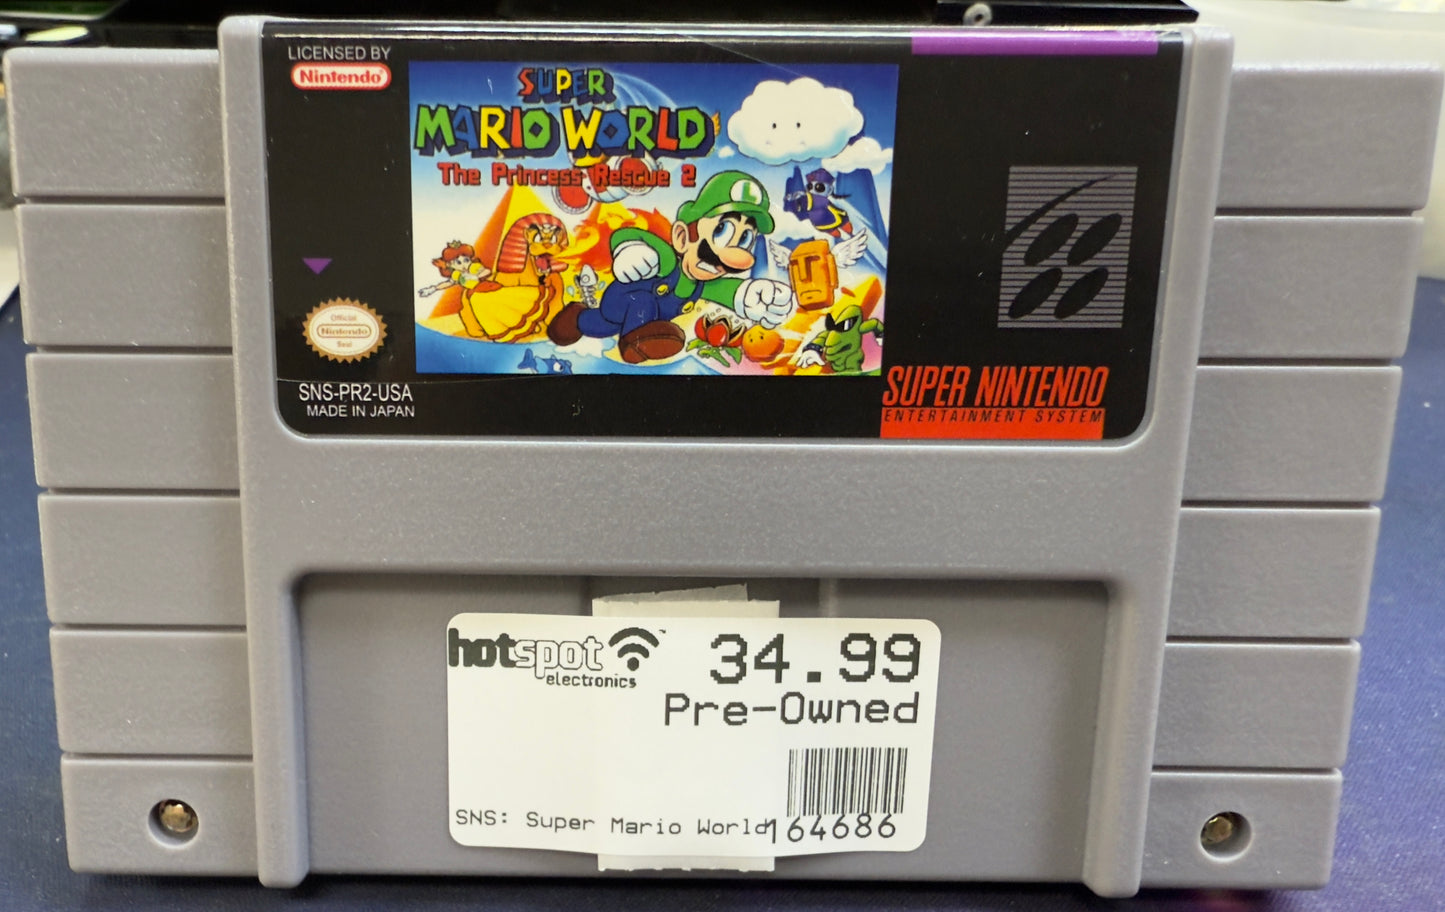 LICENSED BY
Nintendo®
SUPER
MARIO WORLD
The Princess Rescue 2
L
Official
Nintendo
Seal
SNS-PR2-USA
MADE IN JAPAN
SUPER NINTENDO
ENTERTAINMENT SYSTEM
hotspot™
electronics
34.99
Pre-Owned
SNS: Super Mario World
164686